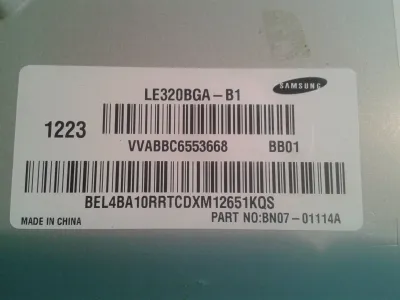 LE320BGA-B1
SAMSUNG
1223
VVABBC6553668 BB01
BEL4BA10RRTCDXM12651KQS
MADE IN CHINA
PART NO:BN07-01114A